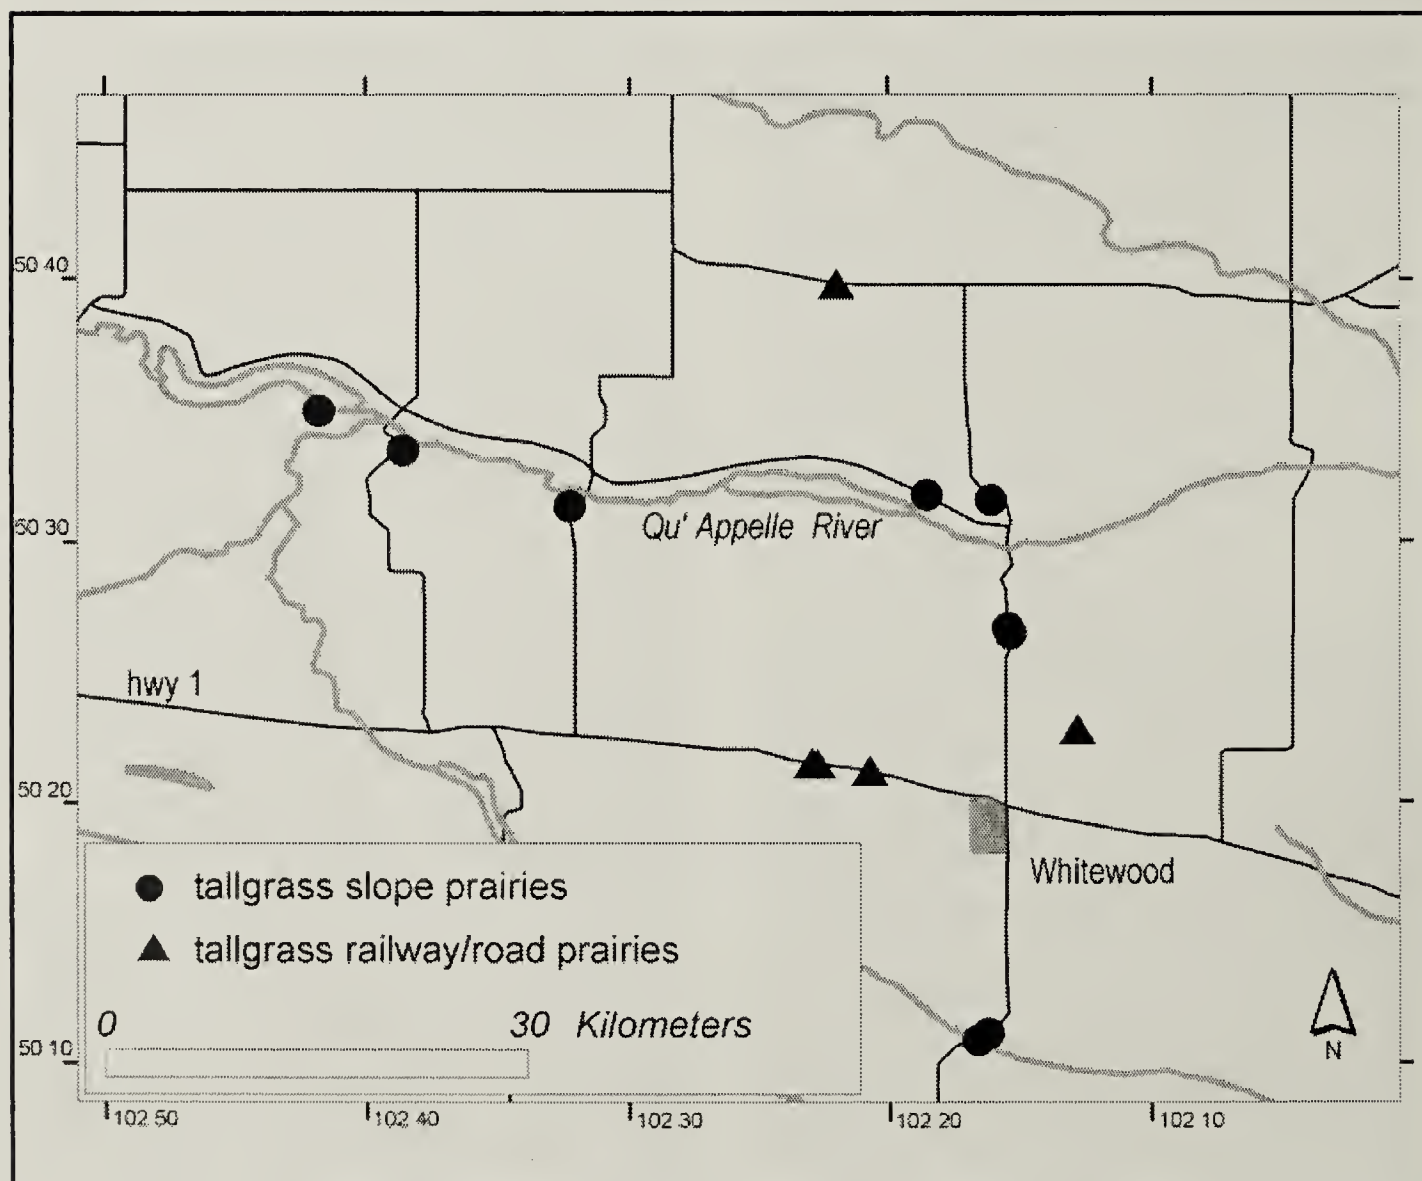 50 40
Qu' Appelle River
50 30
hwy 1
50 20
Whitewood
tallgrass slope prairies
tallgrass railway/road prairies
0 30 Kilometers
N
50 10
102 50 102 40 102 30 102 20 102 10